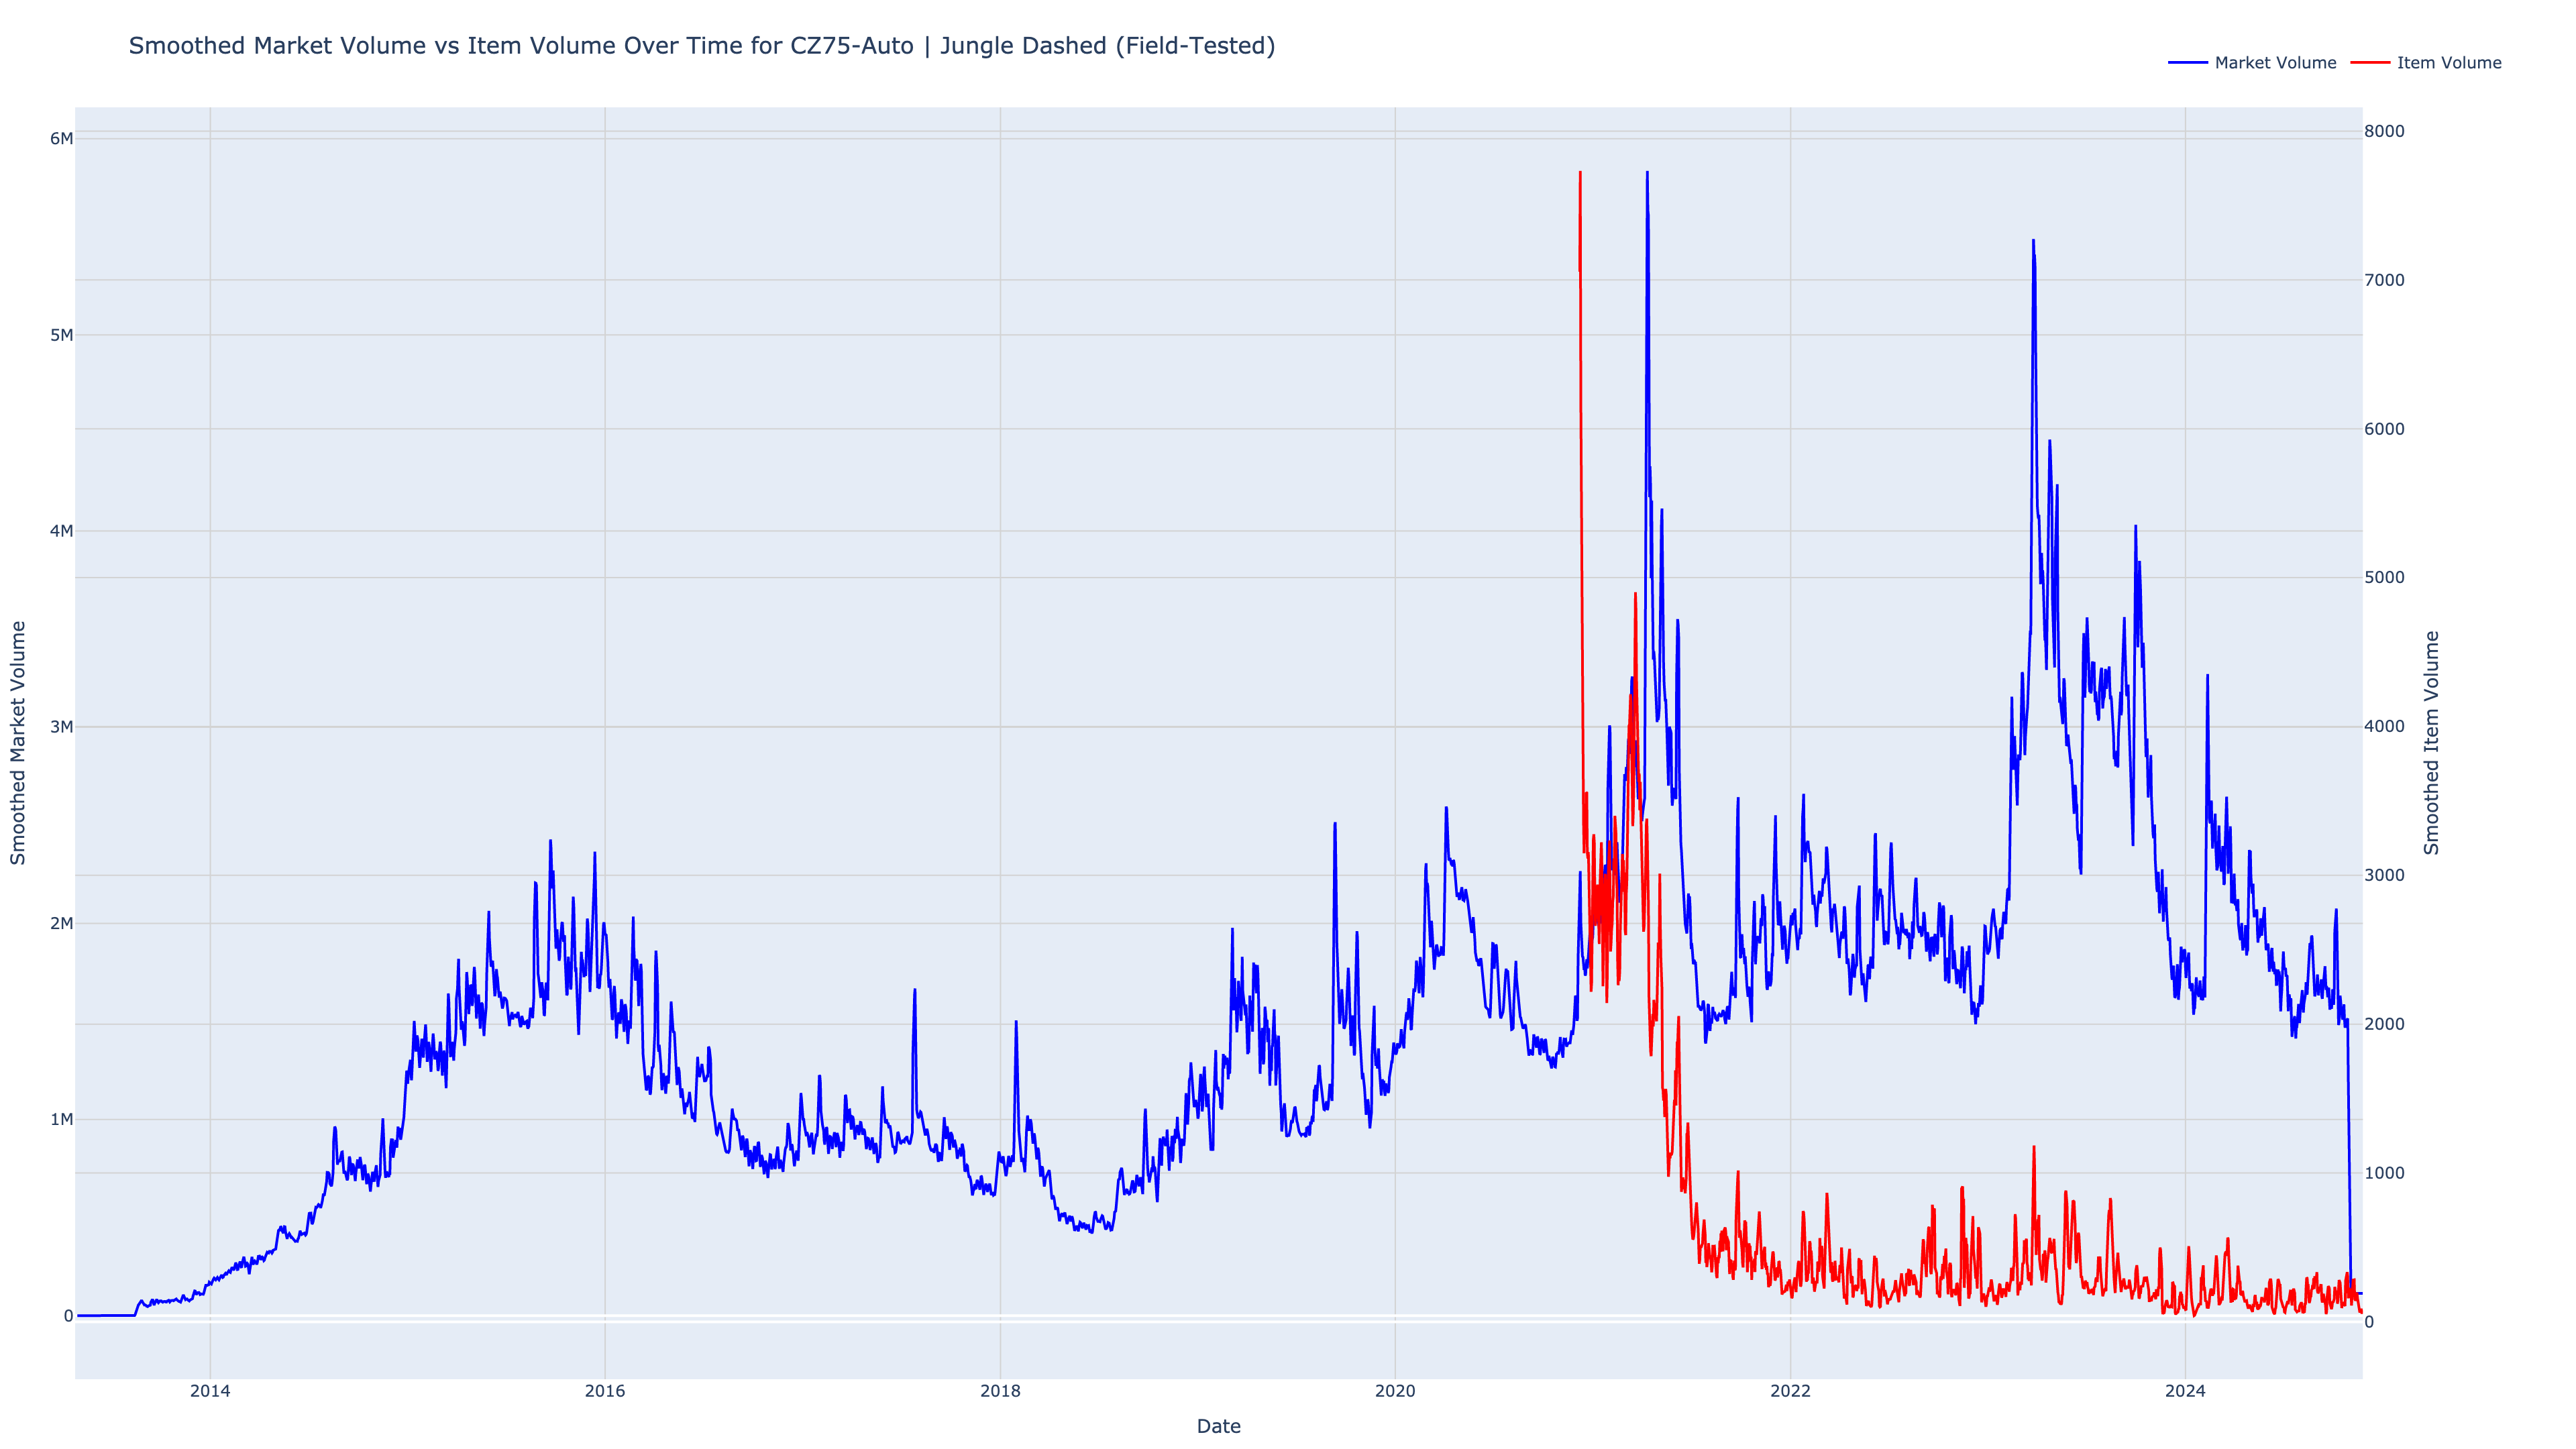 Smoothed Market Volume vs Item Volume Over Time for CZ75-Auto | Jungle Dashed (Field-Tested)
Market Volume
Item Volume
Smoothed Market Volume
6M
5M
4M
3M
2M
1M
0
8000
7000
6000
5000
4000
3000
2000
1000
0
Smoothed Item Volume
2014
2016
2018
2020
2022
2024
Date